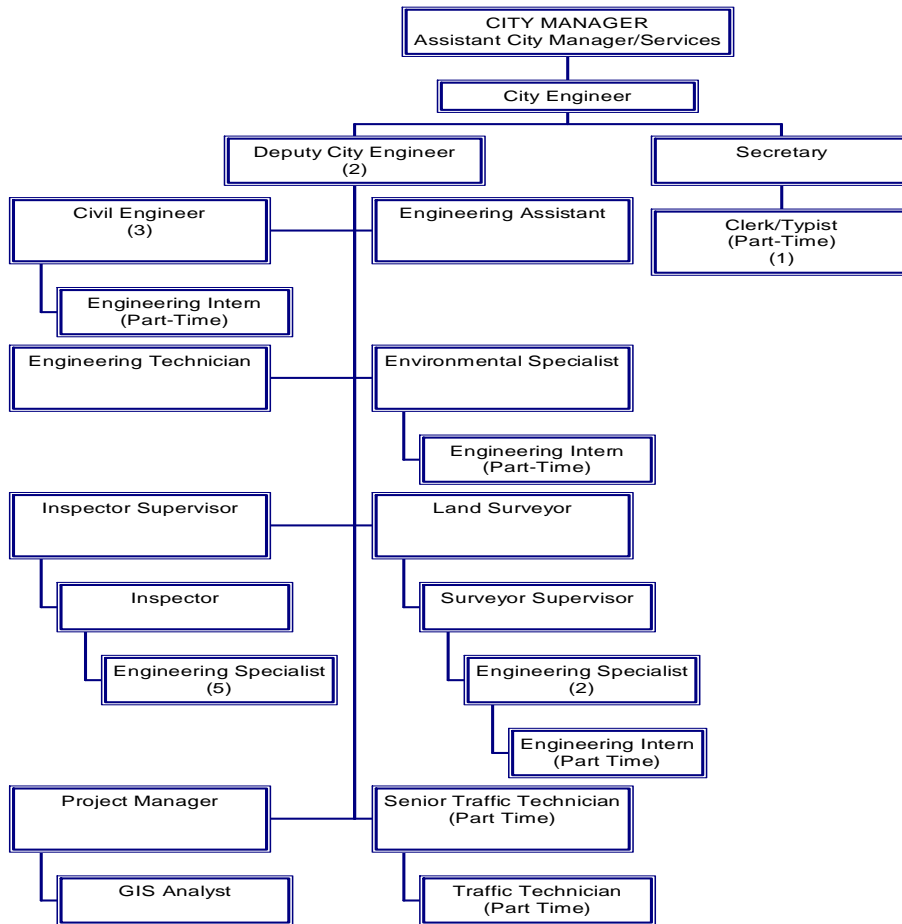 CITY MANAGER
Assistant City Manager/Services
City Engineer
Deputy City Engineer
(2)
Secretary
Civil Engineer
(3)
Engineering Assistant
Clerk/Typist
(Part-Time)
(1)
Engineering Intern
(Part-Time)
Engineering Technician
Environmental Specialist
Engineering Intern
(Part-Time)
Inspector Supervisor
Land Surveyor
Inspector
Surveyor Supervisor
Engineering Specialist
(5)
Engineering Specialist
(2)
Engineering Intern
(Part Time)
Project Manager
Senior Traffic Technician
(Part Time)
GIS Analyst
Traffic Technician
(Part Time)